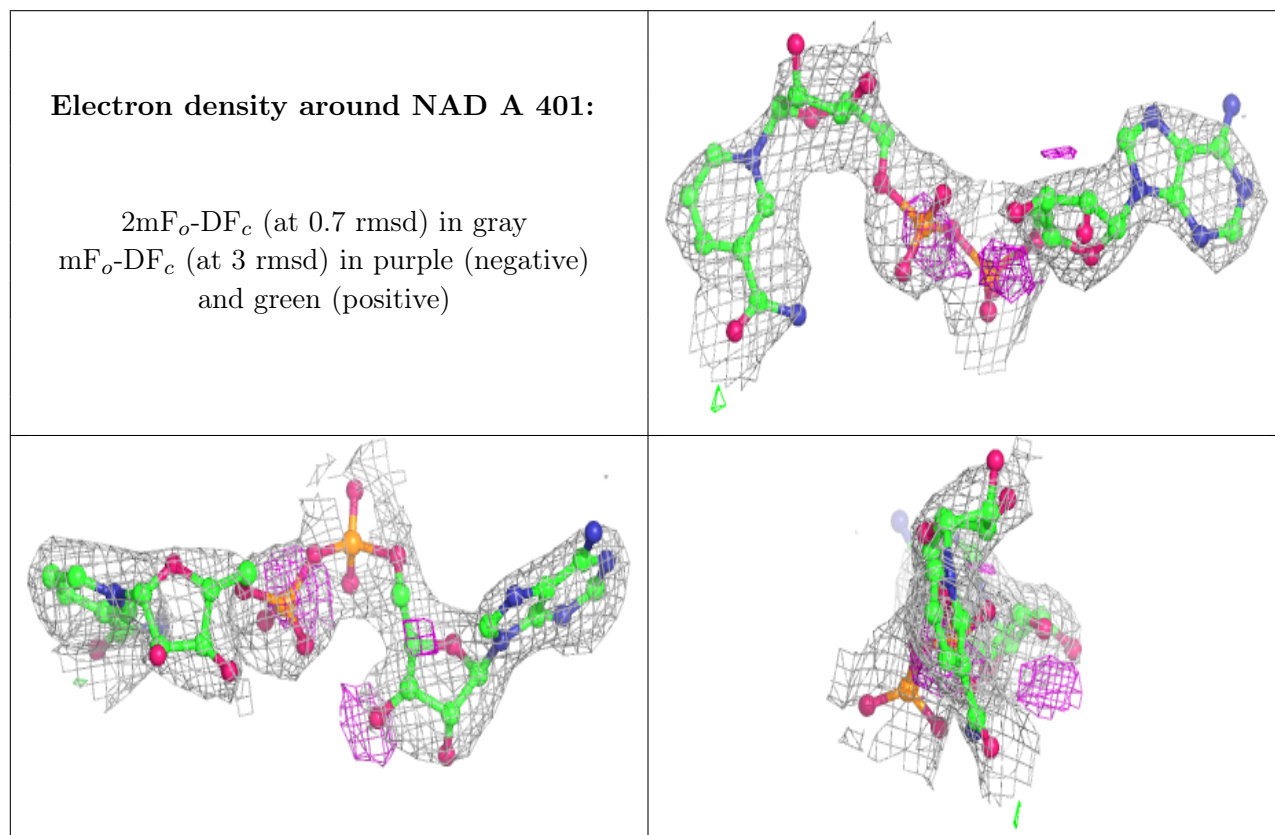 Electron density around NAD A 401:
2mFo-DFc (at 0.7 rmsd) in gray
mFo-DFc (at 3 rmsd) in purple (negative)
and green (positive)